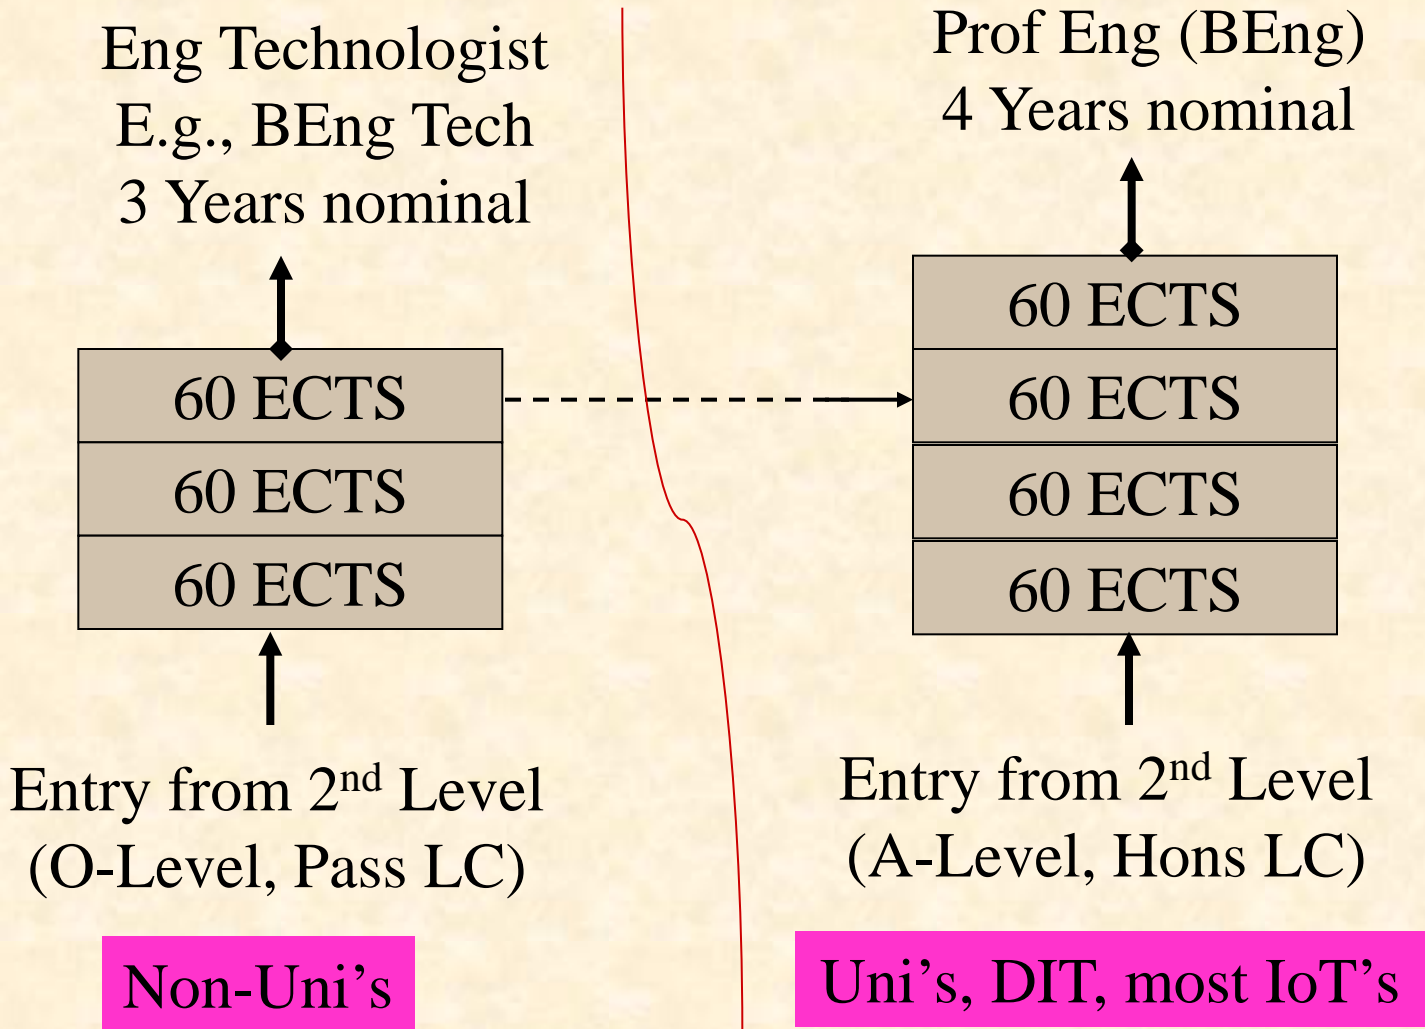 Eng Technologist
E.g., BEng Tech
3 Years nominal
60 ECTS
60 ECTS
60 ECTS
Entry from 2nd Level
(O-Level, Pass LC)
Non-Uni’s
Prof Eng (BEng)
4 Years nominal
60 ECTS
60 ECTS
60 ECTS
60 ECTS
Entry from 2nd Level
(A-Level, Hons LC)
Uni’s, DIT, most IoT’s